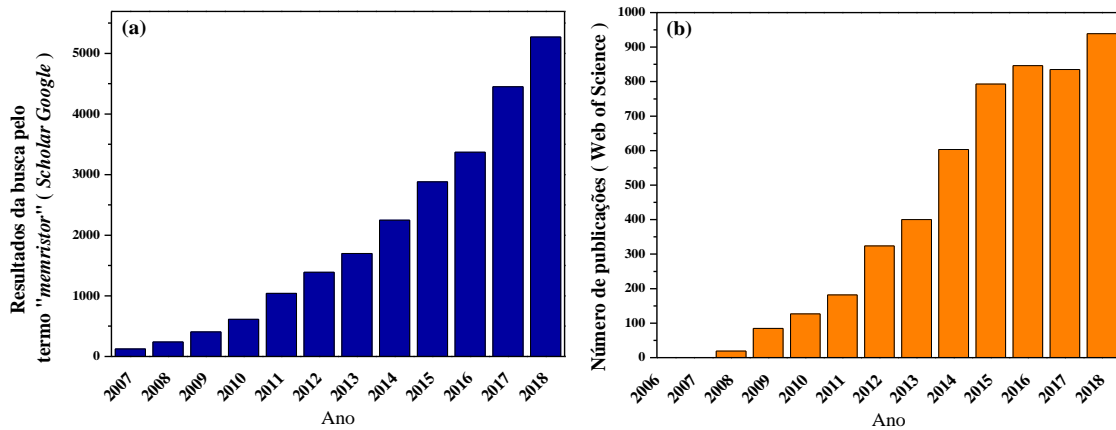 (a)
Resultados da busca pelo
termo "memristor" ( Scholar Google )
5000
4000
3000
2000
1000
0
2007 2008 2009 2010 2011 2012 2013 2014 2015 2016 2017 2018
Ano
(b)
Número de publicações ( Web of Science )
1000
900
800
700
600
500
400
300
200
100
0
2006 2007 2008 2009 2010 2011 2012 2013 2014 2015 2016 2017 2018
Ano